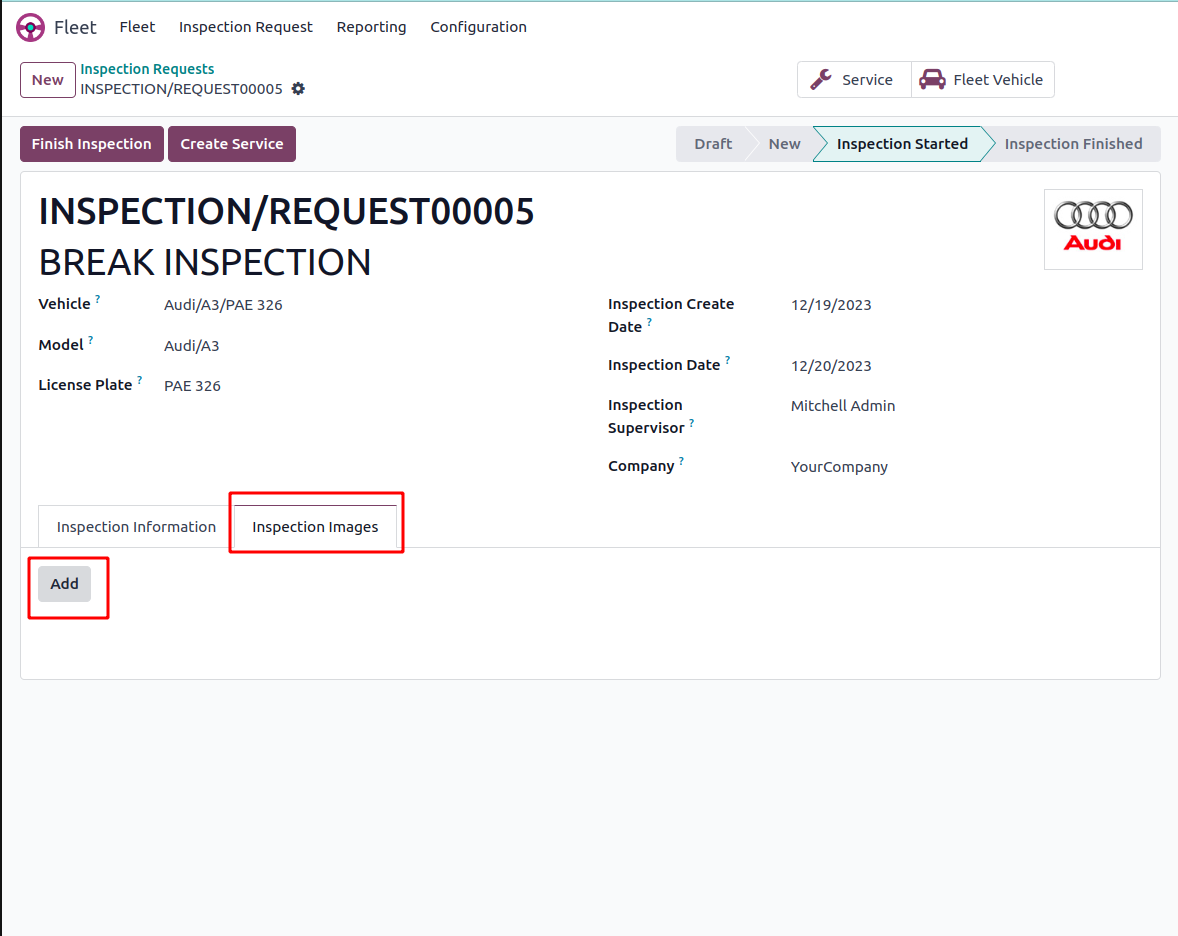 Fleet Fleet Inspection Request Reporting Configuration
New Inspection Requests
INSPECTION/REQUEST00005
Service Fleet Vehicle
Finish Inspection Create Service Draft New Inspection Started Inspection Finished
INSPECTION/REQUEST00005
BREAK INSPECTION
Audi
Vehicle ? Audi/A3/PAE 326
Model ? Audi/A3
License Plate ? PAE 326
Inspection Create
Date ? 12/19/2023
Inspection Date ? 12/20/2023
Inspection
Supervisor ? Mitchell Admin
Company ? YourCompany
Inspection Information Inspection Images
Add